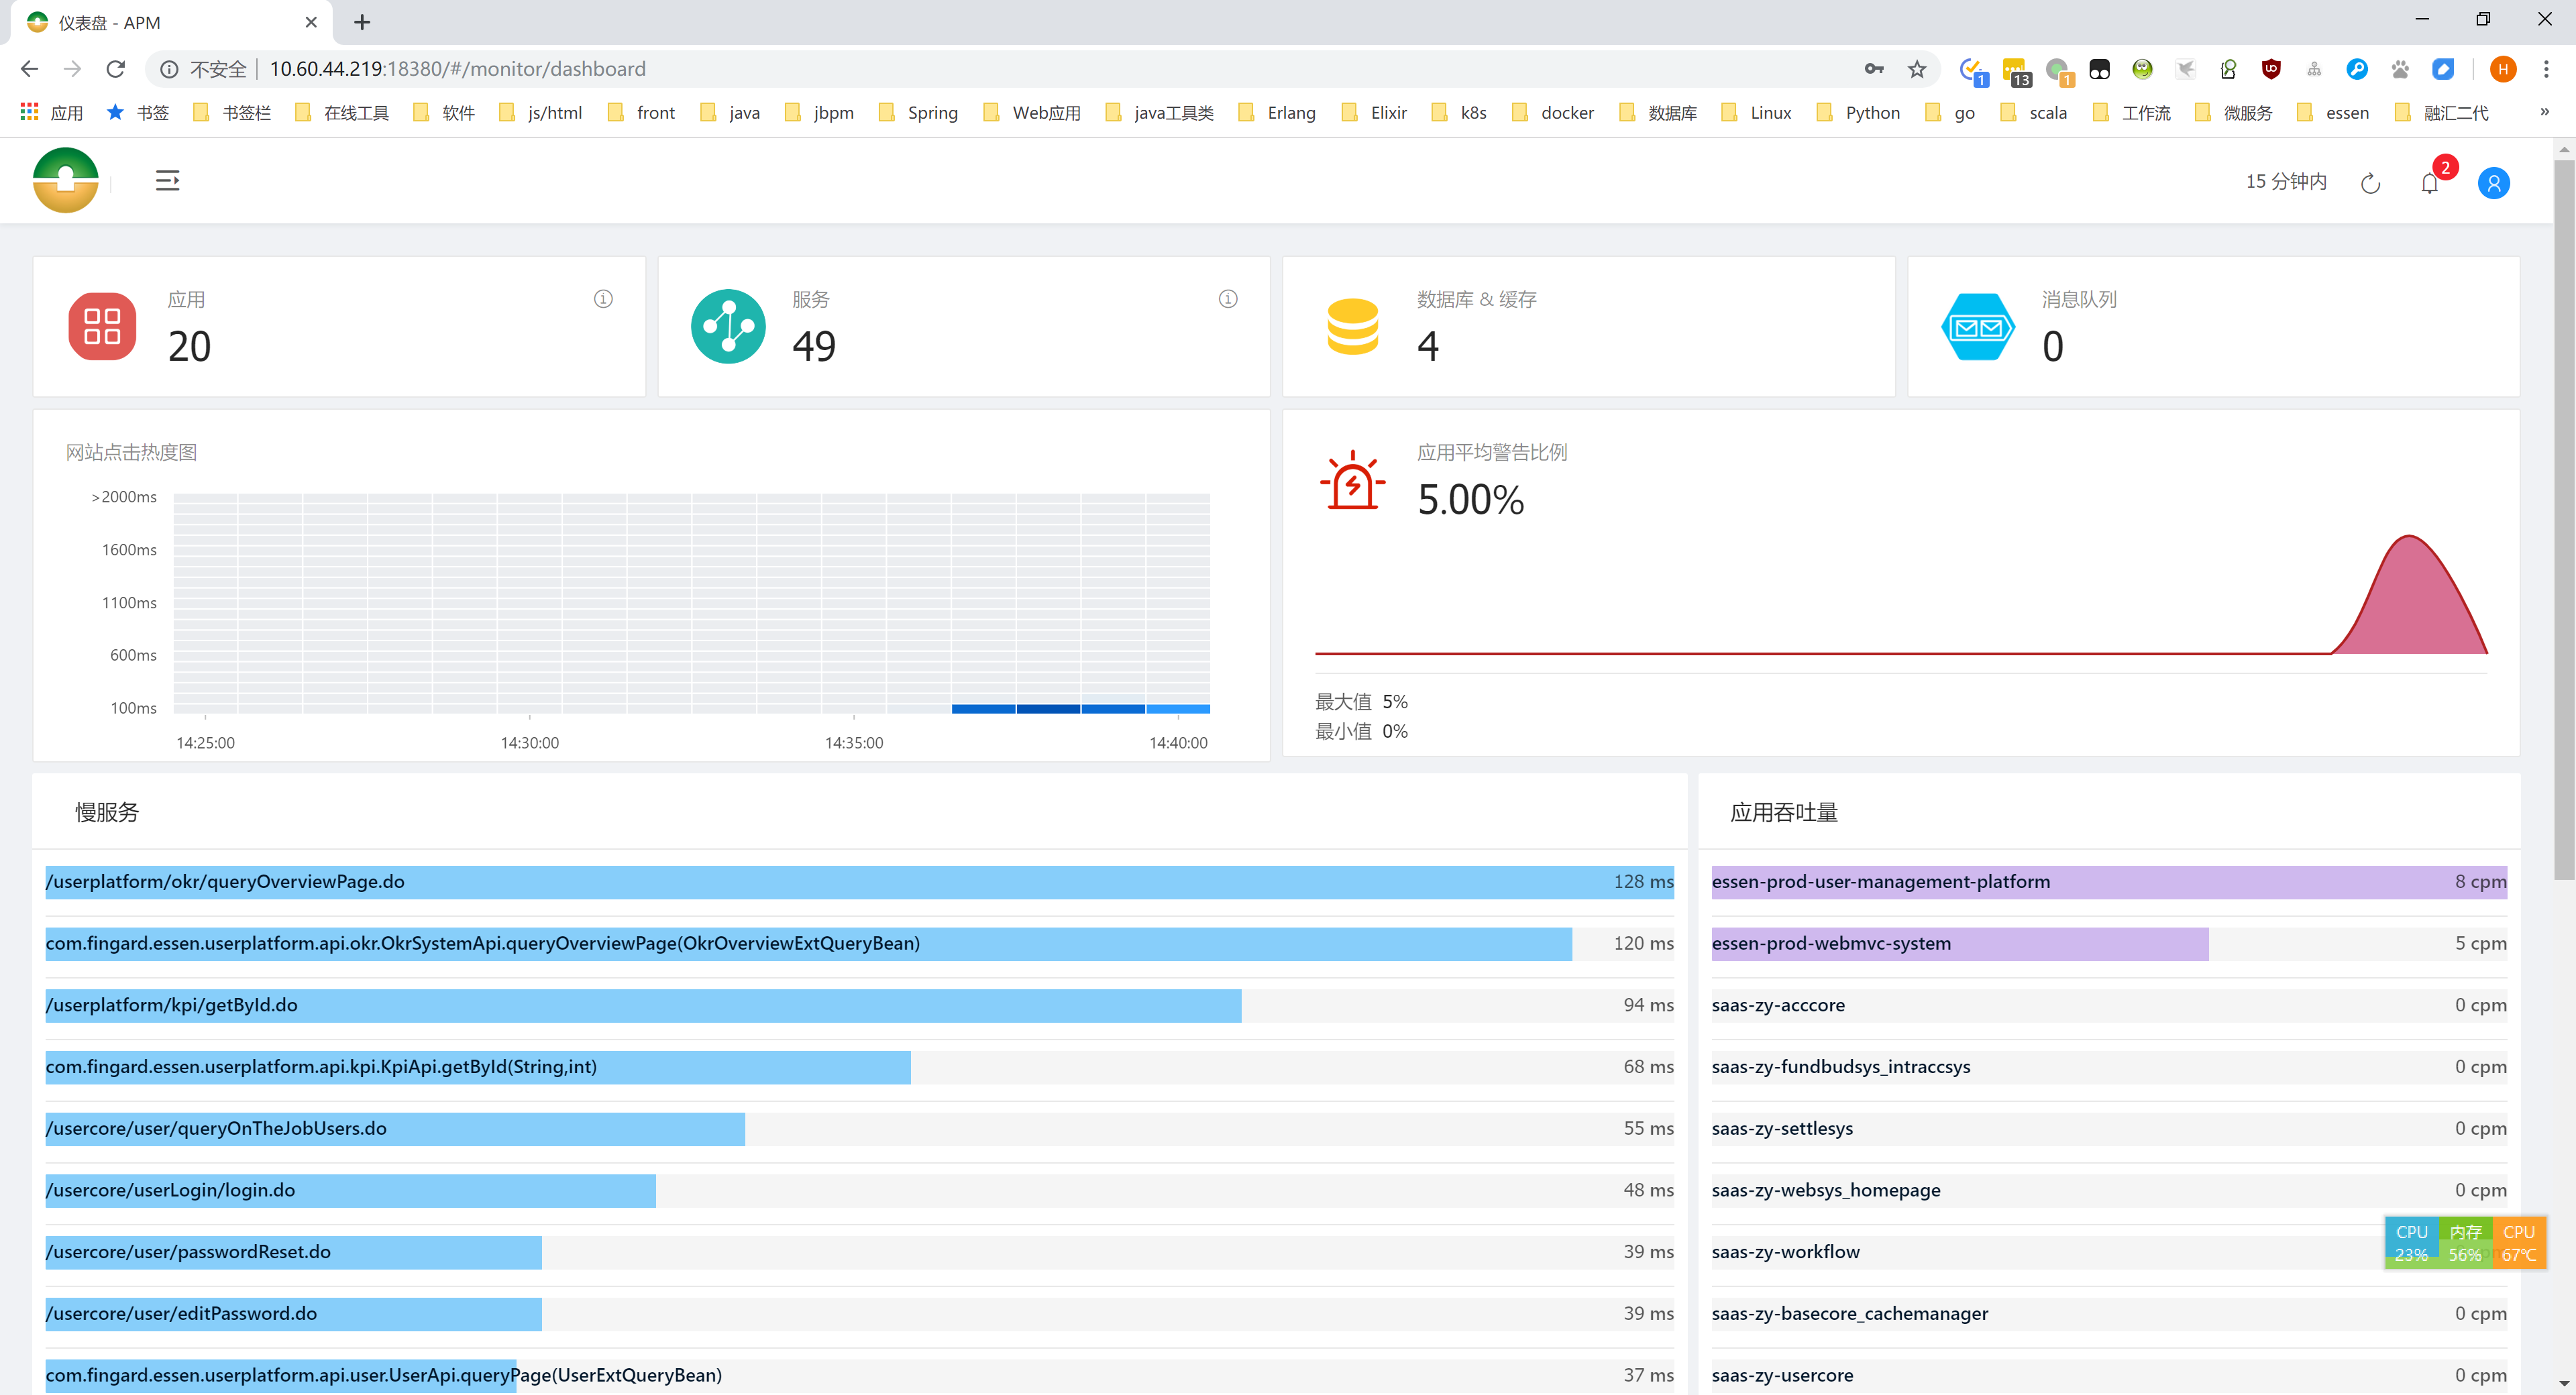 仪表盘 - APM
不安全 10.60.44.219:18380/#/monitor/dashboard
1 13 1 H
应用 书签 书签栏 在线工具 软件 js/html front java jbpm Spring Web应用 java工具类 Erlang Elixir k8s docker 数据库 Linux Python go scala 工作流 微服务 essen 融汇二代 »
15 分钟内 2
应用
20
服务
49
数据库 & 缓存
4
消息队列
0
网站点击热度图
>2000ms
1600ms
1100ms
600ms
100ms
14:25:00 14:30:00 14:35:00 14:40:00
应用平均警告比例
5.00%
最大值 5%
最小值 0%
慢服务
/userplatform/okr/queryOverviewPage.do 128 ms
com.fingard.essen.userplatform.api.okr.OkrSystemApi.queryOverviewPage(OkrOverviewExtQueryBean) 120 ms
/userplatform/kpi/getById.do 94 ms
com.fingard.essen.userplatform.api.kpi.KpiApi.getById(String,int) 68 ms
/usercore/user/queryOnTheJobUsers.do 55 ms
/usercore/userLogin/login.do 48 ms
/usercore/user/passwordReset.do 39 ms
/usercore/user/editPassword.do 39 ms
com.fingard.essen.userplatform.api.user.UserApi.queryPage(UserExtQueryBean) 37 ms
应用吞吐量
essen-prod-user-management-platform 8 cpm
essen-prod-webmvc-system 5 cpm
saas-zy-acccore 0 cpm
saas-zy-fundbudsys_intraccsys 0 cpm
saas-zy-settlesys 0 cpm
saas-zy-websys_homepage 0 cpm
saas-zy-workflow
saas-zy-basecore_cachemanager 0 cpm
saas-zy-usercore 0 cpm
CPU 内存 CPU
23% 56% 67℃